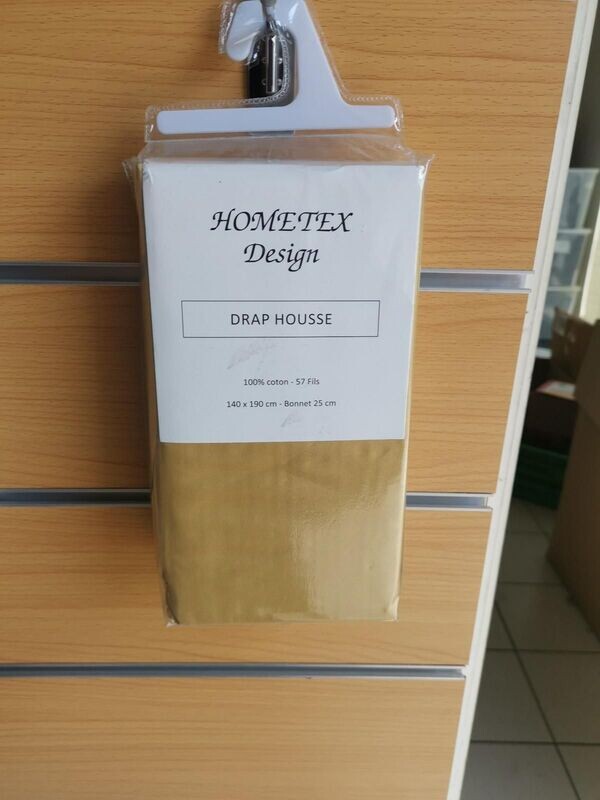 HOMETEX
Design
DRAP HOUSSE
100% coton - 57 Fils
140 x 190 cm - Bonnet 25 cm